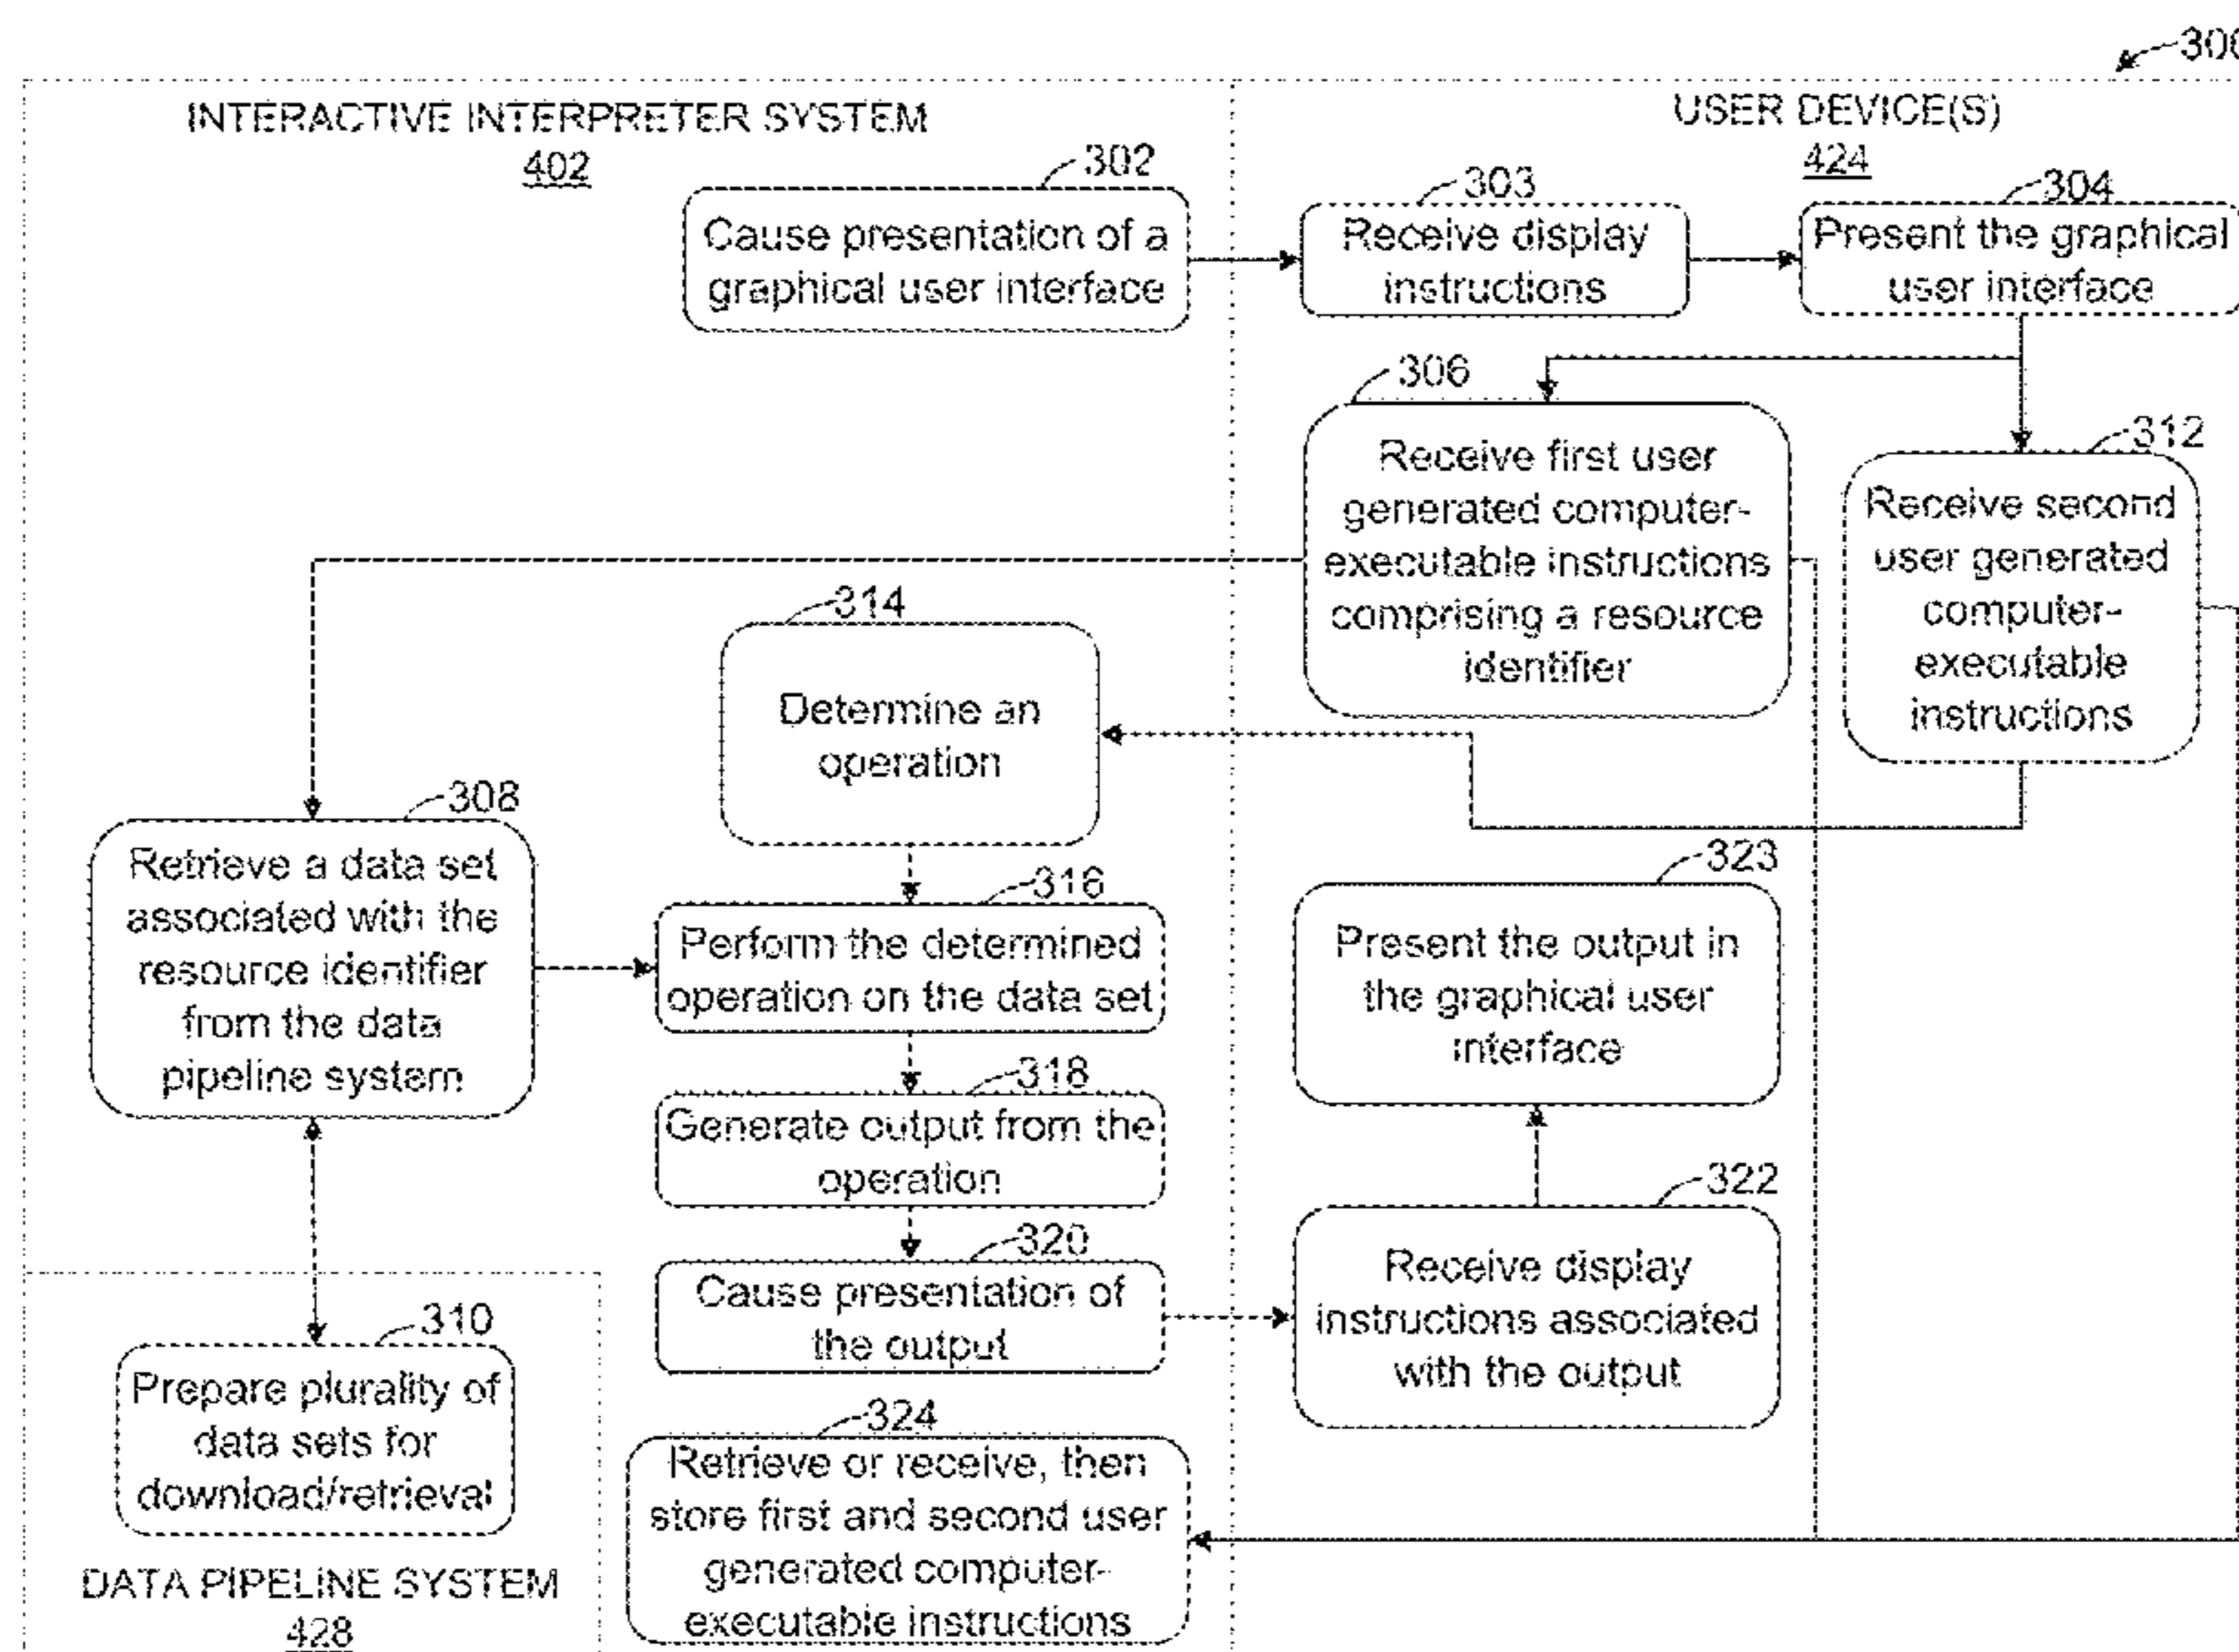 300
INTERACTIVE INTERPRETER SYSTEM
402
USER DEVICE(S)
424
302
Cause presentation of a
graphical user interface
303
Receive display
instructions
304
Present the graphical
user interface
306
Receive first user
generated computer-
executable instructions
comprising a resource
identifier
312
Receive second
user generated
computer-
executable
instructions
314
Determine an
operation
308
Retrieve a data set
associated with the
resource identifier
from the data
pipeline system
316
Perform the determined
operation on the data set
318
Generate output from the
operation
320
Cause presentation of
the output
323
Present the output in
the graphical user
interface
322
Receive display
instructions associated
with the output
310
Prepare plurality of
data sets for
download/retrieval
324
Retrieve or receive, then
store first and second user
generated computer-
executable instructions
DATA PIPELINE SYSTEM
428